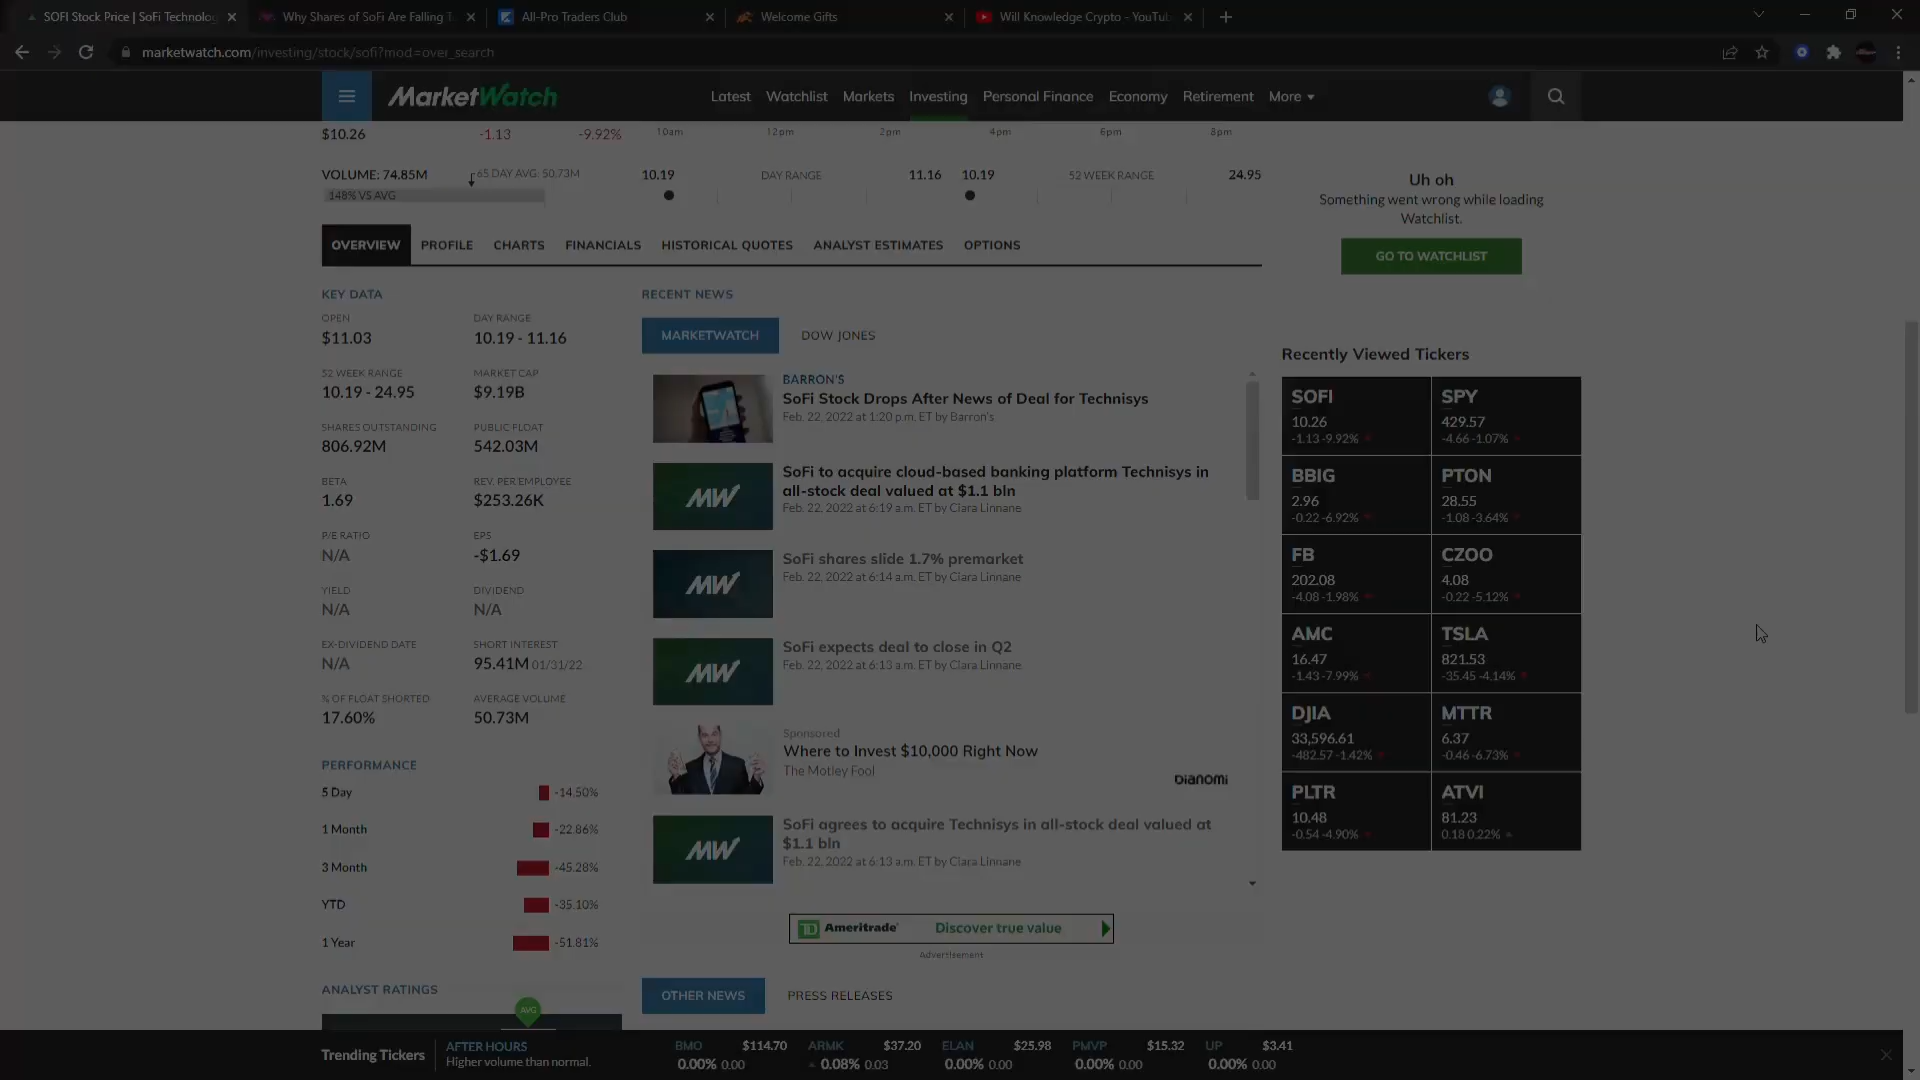 SOFI Stock Price | SoFi Technolog
Why Shares of SoFi Are Falling T
All-Pro Traders Club
Welcome Gifts
Will Knowledge Crypto - YouTub
marketwatch.com/investing/stock/sofi?mod=over_search
MarketWatch
Latest
Watchlist
Markets
Investing
Personal Finance
Economy
Retirement
More
$10.26
-1.13
-9.92%
10am
12pm
2pm
4pm
6pm
8pm
VOLUME: 74.85M
65 DAY AVG: 50.73M
148% VS AVG
10.19
DAY RANGE
11.16
10.19
52 WEEK RANGE
24.95
Uh oh
Something went wrong while loading
Watchlist.
GO TO WATCHLIST
OVERVIEW
PROFILE
CHARTS
FINANCIALS
HISTORICAL QUOTES
ANALYST ESTIMATES
OPTIONS
KEY DATA
OPEN
$11.03
DAY RANGE
10.19 - 11.16
52 WEEK RANGE
10.19 - 24.95
MARKET CAP
$9.19B
SHARES OUTSTANDING
806.92M
PUBLIC FLOAT
542.03M
BETA
1.69
REV. PER EMPLOYEE
$253.26K
P/E RATIO
N/A
EPS
-$1.69
YIELD
N/A
DIVIDEND
N/A
EX-DIVIDEND DATE
N/A
SHORT INTEREST
95.41M 01/31/22
% OF FLOAT SHORTED
17.60%
AVERAGE VOLUME
50.73M
PERFORMANCE
5 Day
-14.50%
1 Month
-22.86%
3 Month
-45.28%
YTD
-35.10%
1 Year
-51.81%
ANALYST RATINGS
AVG
RECENT NEWS
MARKETWATCH
DOW JONES
BARRON'S
SoFi Stock Drops After News of Deal for Technisys
Feb. 22, 2022 at 1:20 p.m. ET by Barron's
MW
SoFi to acquire cloud-based banking platform Technisys in
all-stock deal valued at $1.1 bln
Feb. 22, 2022 at 6:19 a.m. ET by Ciara Linnane
MW
SoFi shares slide 1.7% premarket
Feb. 22, 2022 at 6:14 a.m. ET by Ciara Linnane
MW
SoFi expects deal to close in Q2
Feb. 22, 2022 at 6:13 a.m. ET by Ciara Linnane
Sponsored
Where to Invest $10,000 Right Now
The Motley Fool
DIANOMI
MW
SoFi agrees to acquire Technisys in all-stock deal valued at
$1.1 bln
Feb. 22, 2022 at 6:13 a.m. ET by Ciara Linnane
TD Ameritrade
Discover true value
Advertisement
OTHER NEWS
PRESS RELEASES
Recently Viewed Tickers
SOFI
10.26
-1.13 -9.92%
SPY
429.57
-4.66 -1.07%
BBIG
2.96
-0.22 -6.92%
PTON
28.55
-1.08 -3.64%
FB
202.08
-4.08 -1.98%
CZOO
4.08
-0.22 -5.12%
AMC
16.47
-1.43 -7.99%
TSLA
821.53
-35.45 -4.14%
DJIA
33,596.61
-482.57 -1.42%
MTTR
6.37
-0.46 -6.73%
PLTR
10.48
-0.54 -4.90%
ATVI
81.23
0.18 0.22%
Trending Tickers
AFTER HOURS
Higher volume than normal.
BMO
$114.70
0.00% 0.00
ARMK
$37.20
0.08% 0.03
ELAN
$25.98
0.00% 0.00
PMVP
$15.32
0.00% 0.00
UP
$3.41
0.00% 0.00